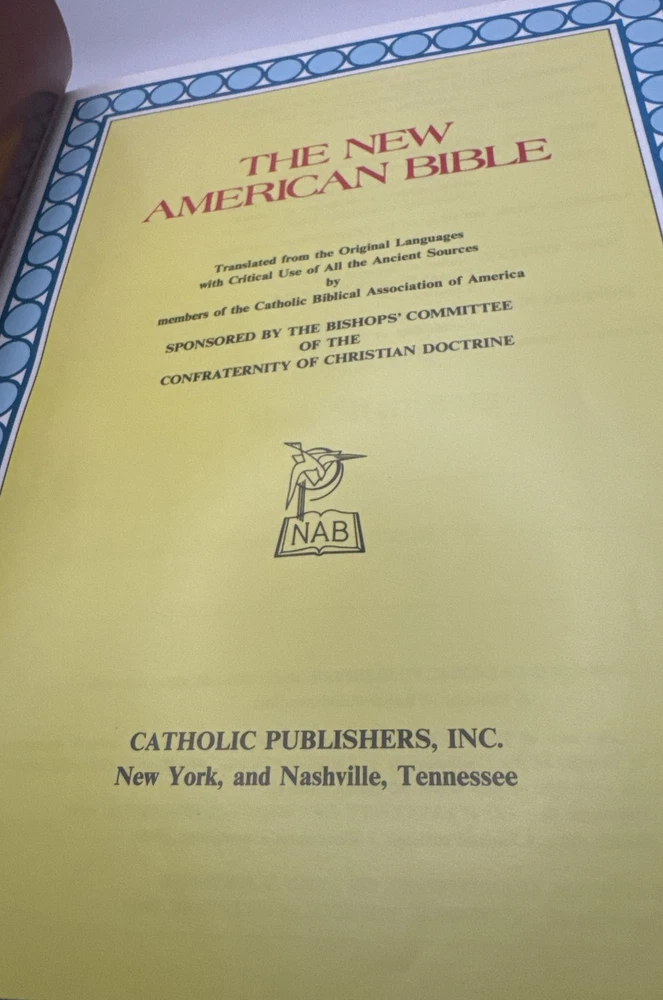 THE NEW
AMERICAN BIBLE
Translated from the Original Languages
with Critical Use of All the Ancient Sources
by
members of the Catholic Biblical Association of America
SPONSORED BY THE BISHOPS' COMMITTEE
OF THE
CONFRATERNITY OF CHRISTIAN DOCTRINE
NAB
CATHOLIC PUBLISHERS, INC.
New York, and Nashville, Tennessee